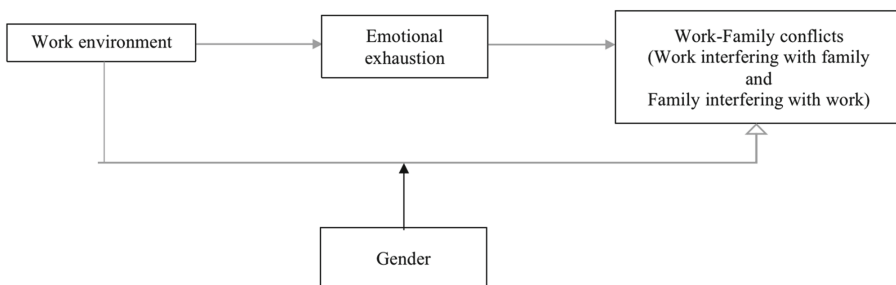 Work environment
Emotional
exhaustion
Work-Family conflicts
(Work interfering with family
and
Family interfering with work)
Gender